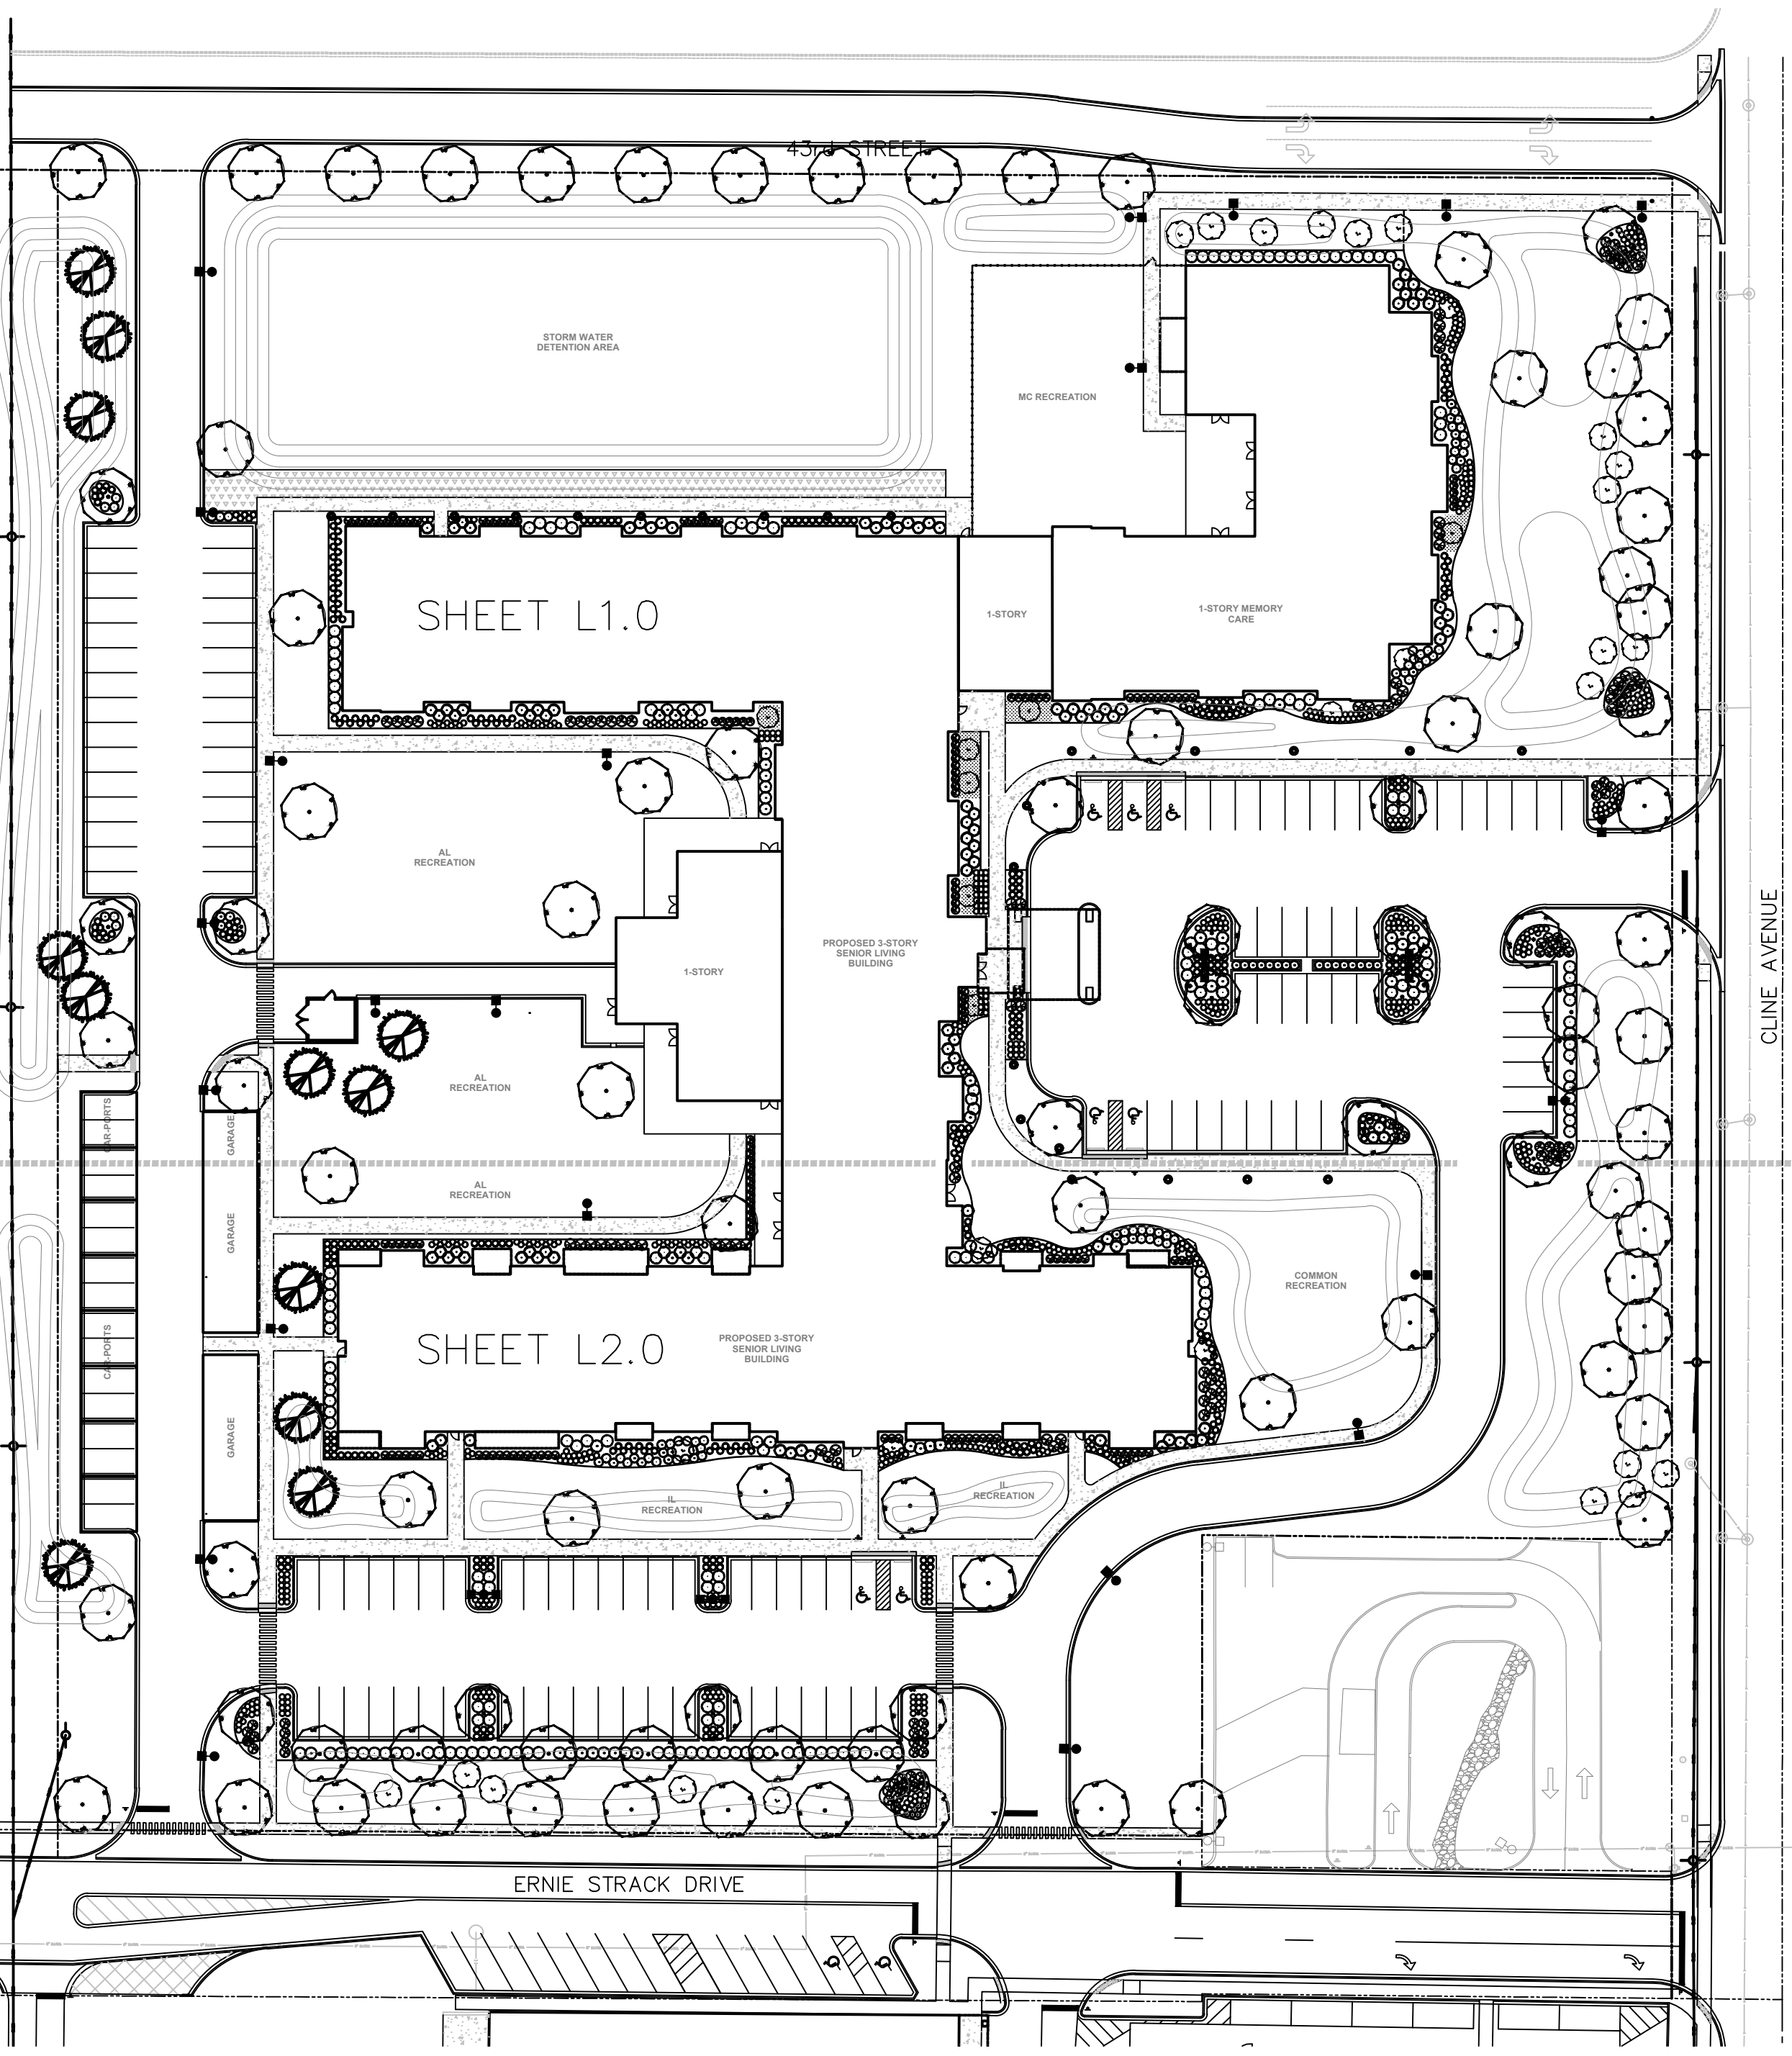 43rd STREET
STORM WATER
DETENTION AREA
MC RECREATION
SHEET L1.0
1-STORY
1-STORY MEMORY
CARE
AL
RECREATION
PROPOSED 3-STORY
SENIOR LIVING
BUILDING
1-STORY
CLINE AVENUE
AL
RECREATION
CAR-PORTS
GARAGE
AL
RECREATION
GARAGE
COMMON
RECREATION
SHEET L2.0
PROPOSED 3-STORY
SENIOR LIVING
BUILDING
CAR-PORTS
GARAGE
IL
RECREATION
IL
RECREATION
ERNIE STRACK DRIVE